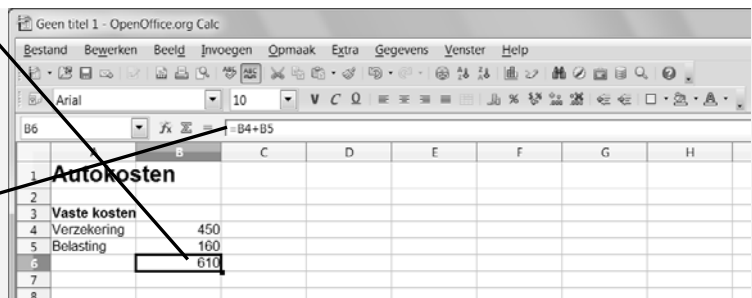 Geen titel 1 - OpenOffice.org Calc
Bestand Bewerken Beeld Invoegen Opmaak Extra Gegevens Venster Help
Arial 10 V C O
B6 =B4+B5
A B C D E F G H
1 Autokosten
2
3 Vaste kosten
4 Verzekering 450
5 Belasting 160
6 610
7
8